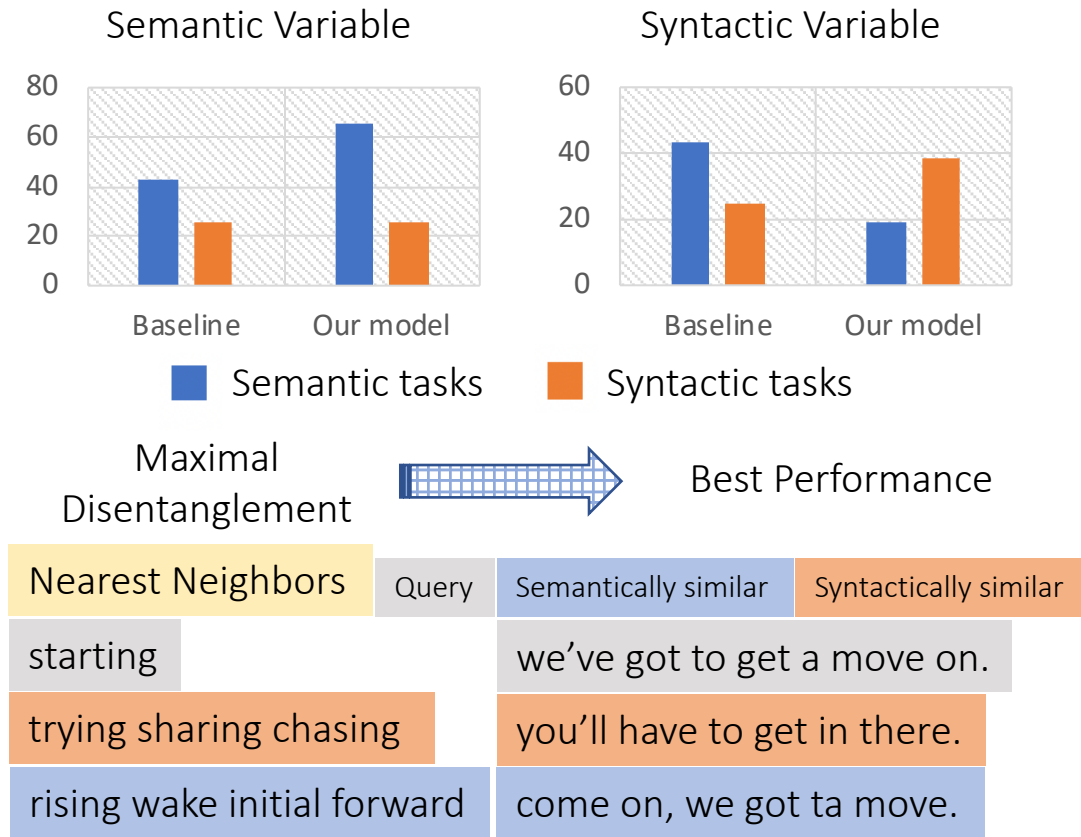 Semantic Variable
80
60
40
20
0
Baseline
Our model
Syntactic Variable
60
40
20
0
Baseline
Our model
Semantic tasks
Syntactic tasks
Maximal
Disentanglement
Best Performance
Nearest Neighbors
Query
Semantically similar
Syntactically similar
starting
we've got to get a move on.
trying sharing chasing
you'll have to get in there.
rising wake initial forward
come on, we got ta move.